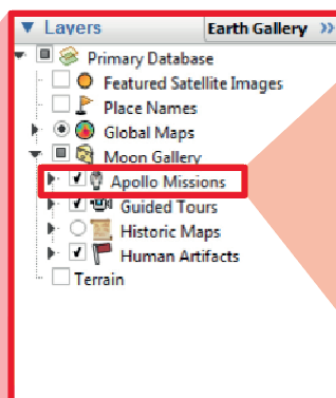 Layers Earth Gallery >>
Primary Database
Featured Satellite Images
Place Names
Global Maps
Moon Gallery
Apollo Missions
Guided Tours
Historic Maps
Human Artifacts
Terrain